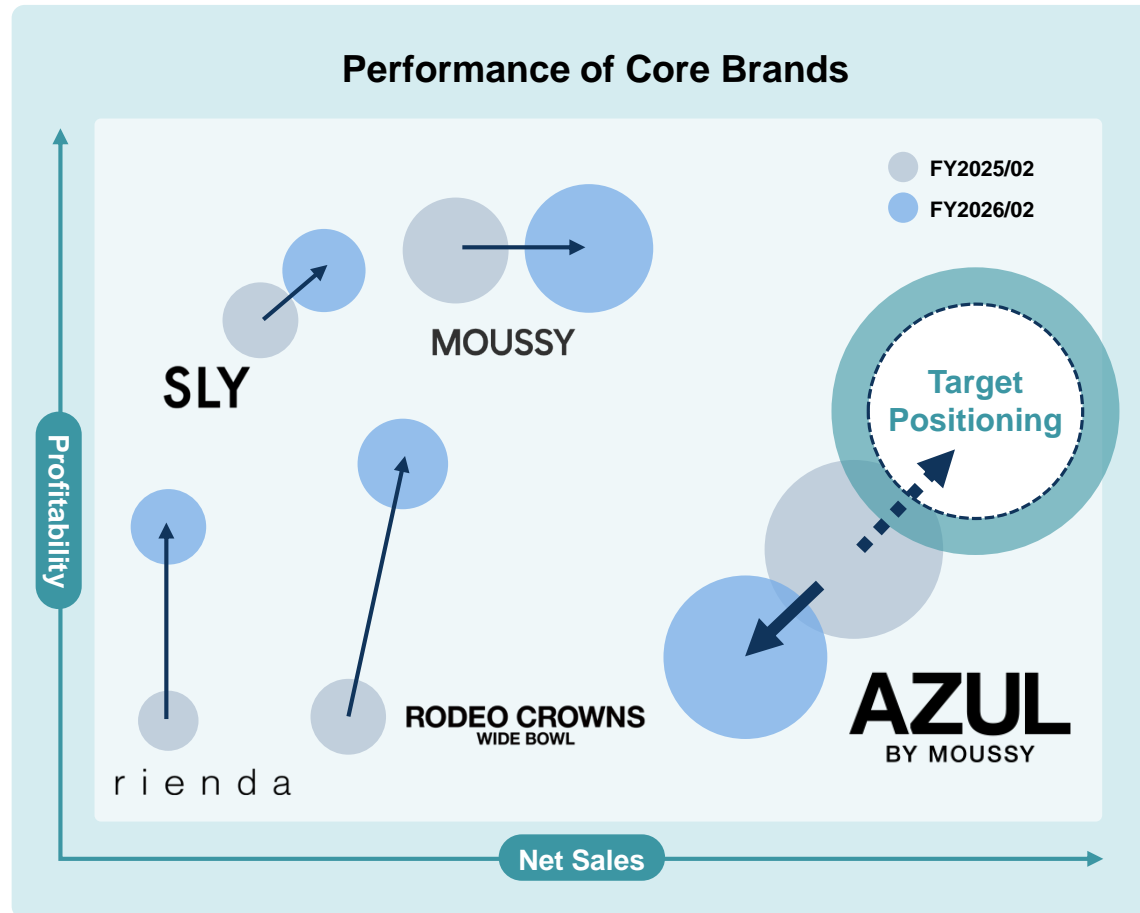 Performance of Core Brands
FY2025/02
FY2026/02
MOUSSY
SLY
Target
Positioning
Profitability
RODEO CROWNS
WIDE BOWL
AZUL
BY MOUSSY
rienda
Net Sales